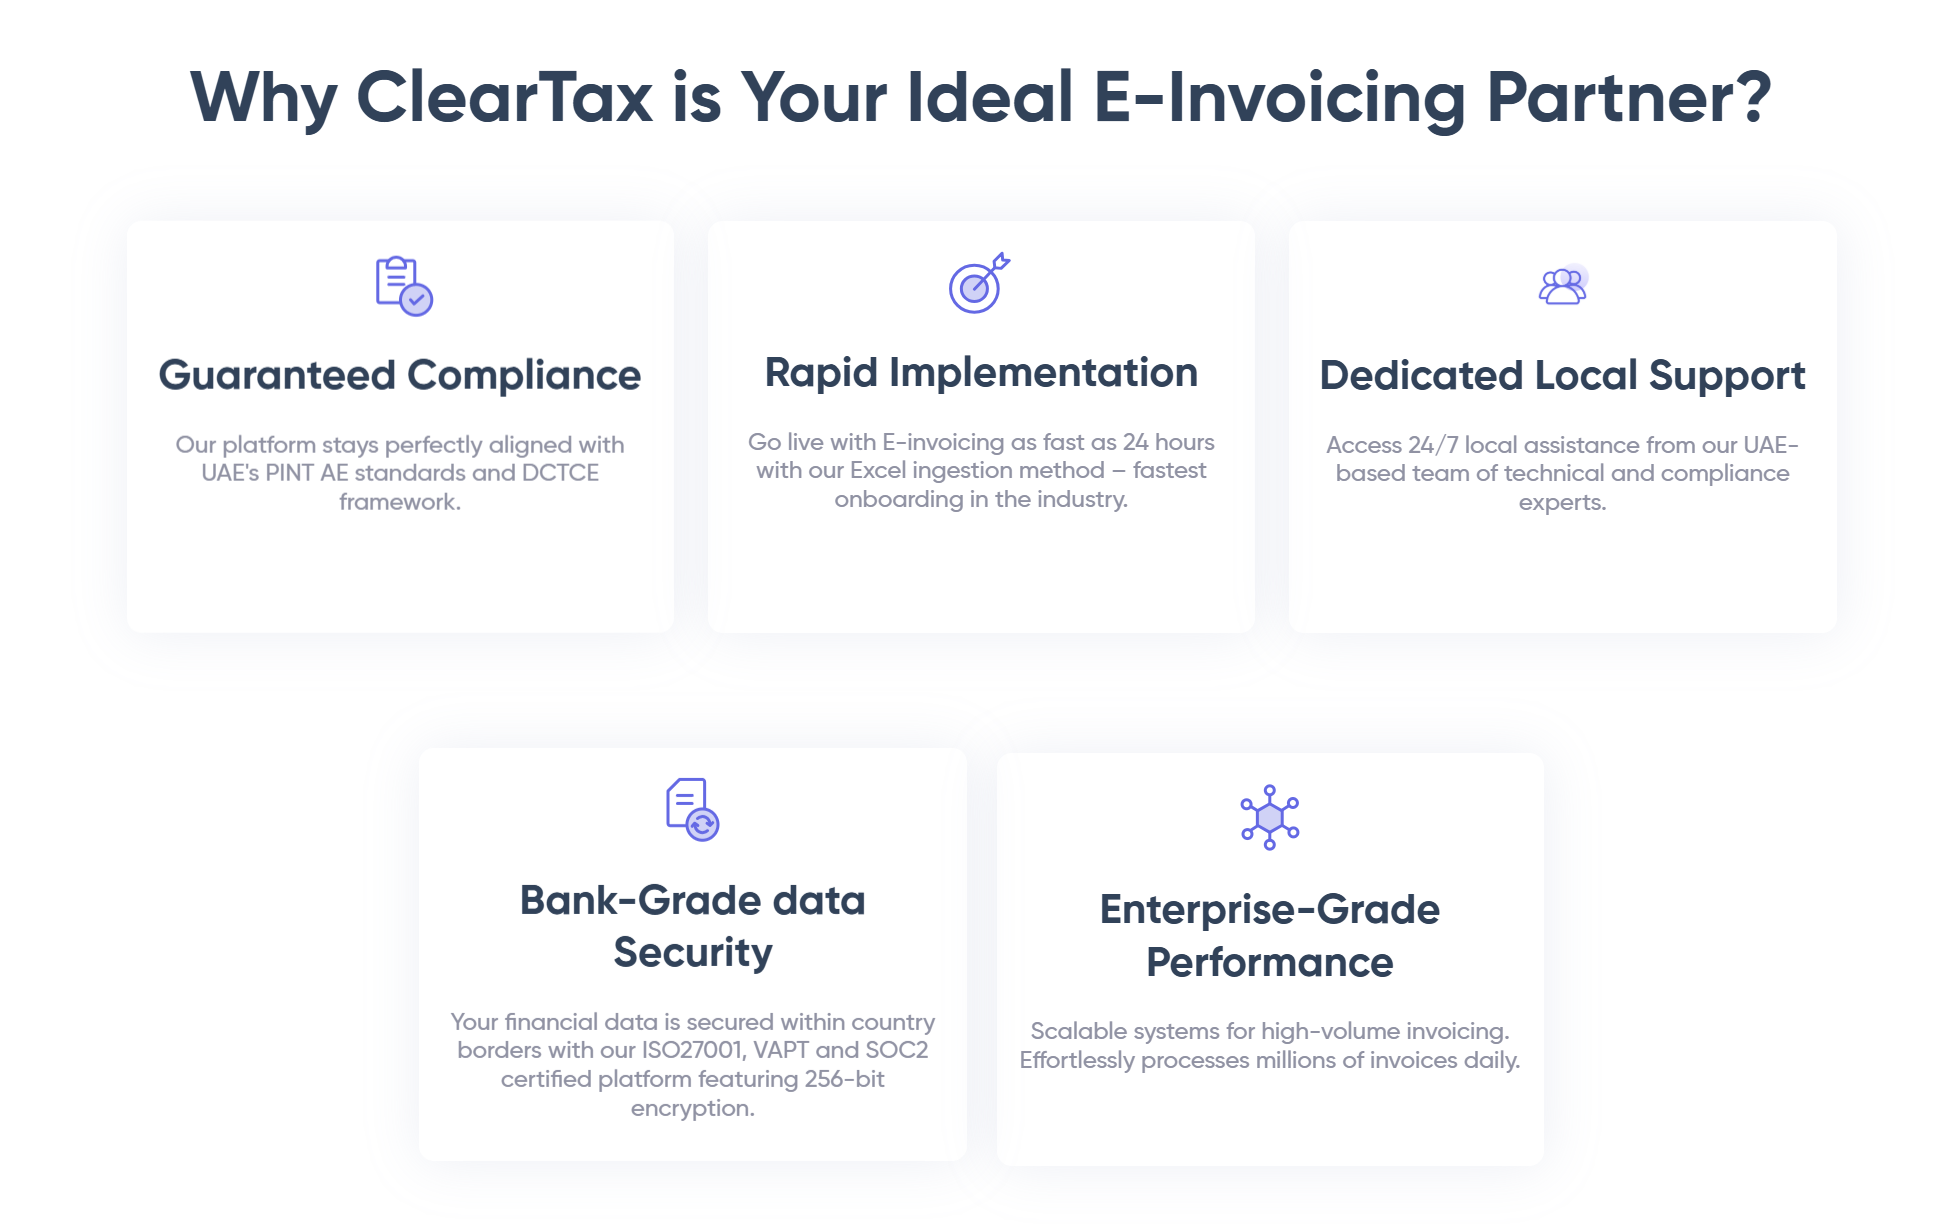 Why ClearTax is Your Ideal E-Invoicing Partner?
Guaranteed Compliance
Our platform stays perfectly aligned with
UAE's PINT AE standards and DCTCE
framework.
Rapid Implementation
Go live with E-invoicing as fast as 24 hours
with our Excel ingestion method – fastest
onboarding in the industry.
Dedicated Local Support
Access 24/7 local assistance from our UAE-
based team of technical and compliance
experts.
Bank-Grade data
Security
Your financial data is secured within country
borders with our ISO27001, VAPT and SOC2
certified platform featuring 256-bit
encryption.
Enterprise-Grade
Performance
Scalable systems for high-volume invoicing.
Effortlessly processes millions of invoices daily.